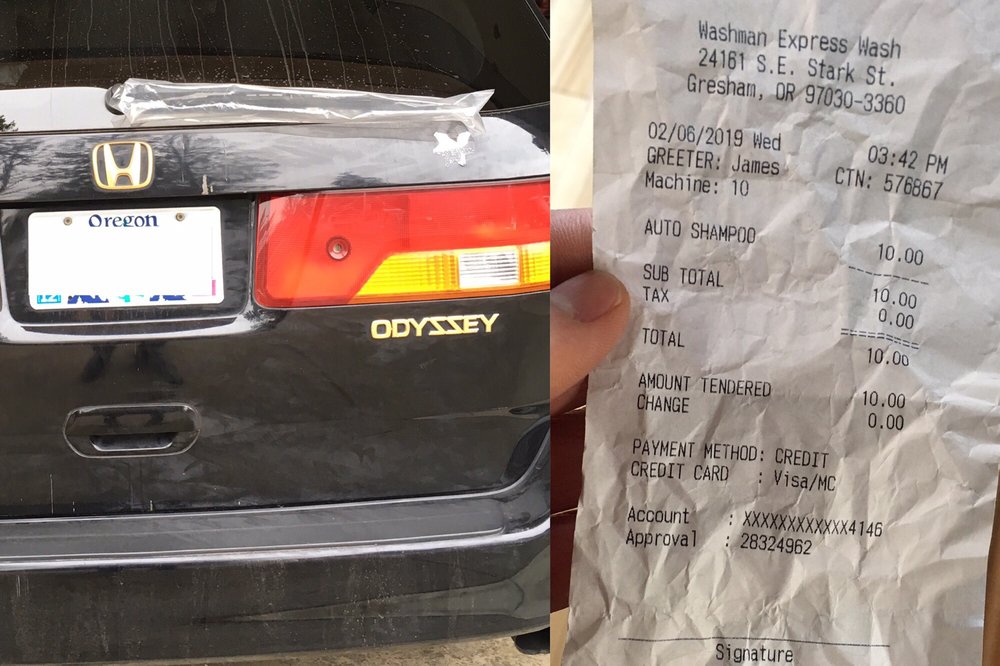 Oregon
ODYSSEY
Washman Express Wash
24161 S.E. Stark St.
Gresham, OR 97030-3360
02/06/2019 Wed 03:42 PM
GREETER: James CTN: 576867
Machine: 10
AUTO SHAMPOO 10.00
SUB TOTAL 10.00
TAX 0.00
TOTAL 10.00
AMOUNT TENDERED 10.00
CHANGE 0.00
PAYMENT METHOD: CREDIT
CREDIT CARD : Visa/MC
Account : XXXXXXXXXXXX4146
Approval : 28324962
Signature